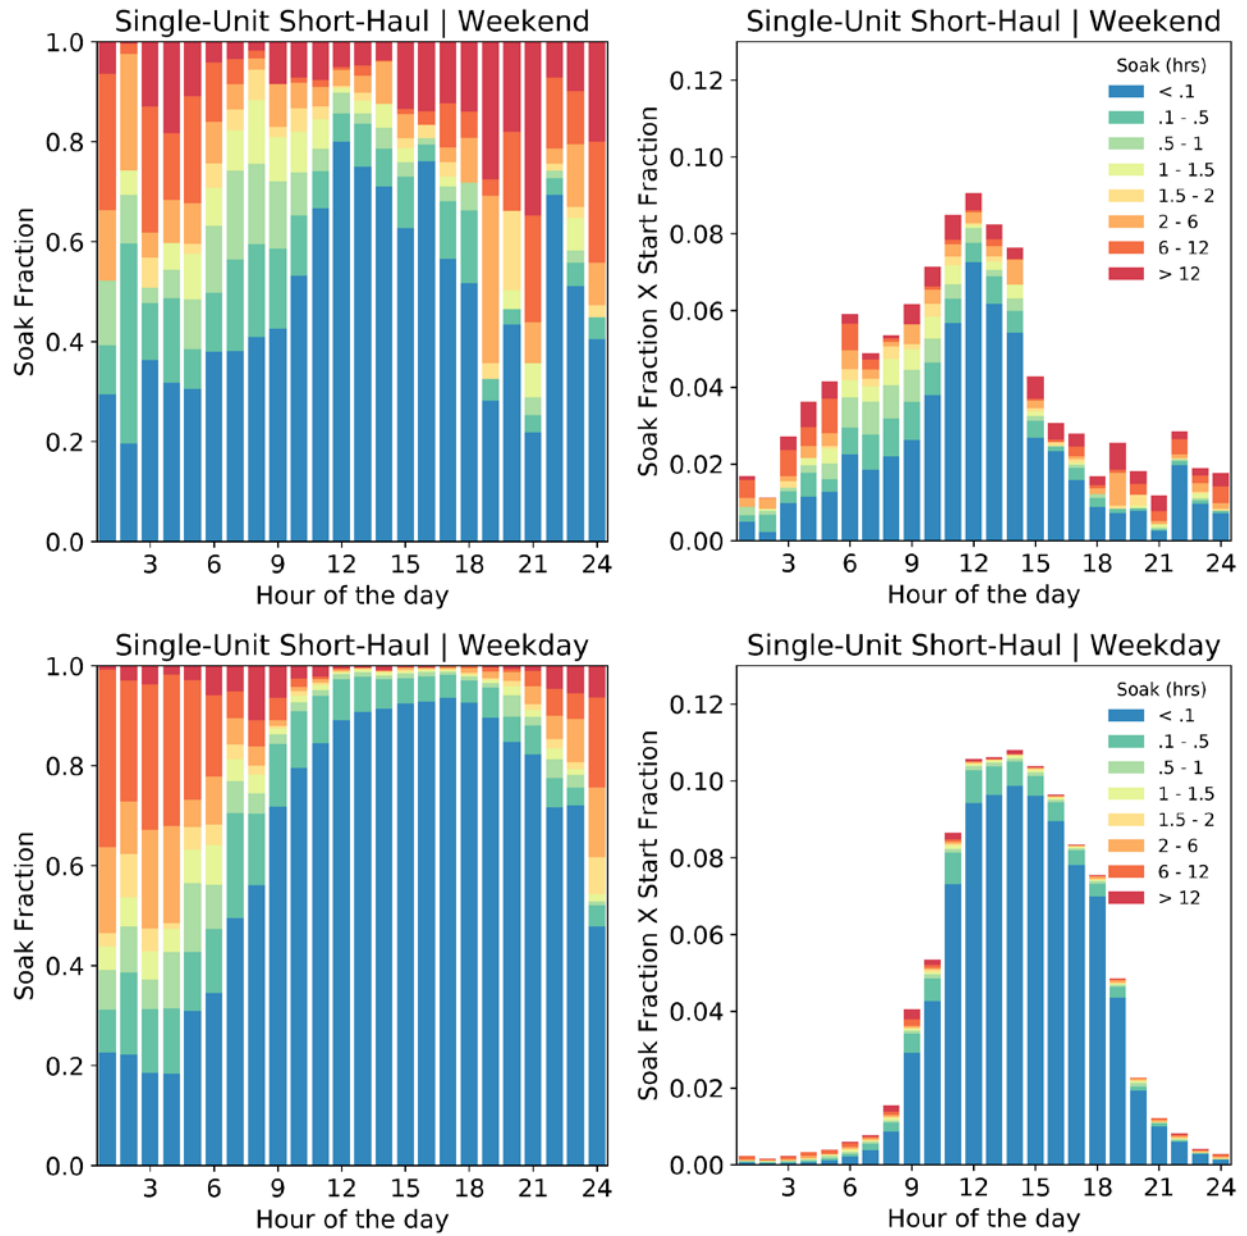 Single-Unit Short-Haul | Weekend
1.0
0.8
0.6
0.4
0.2
0.0
Soak Fraction
3 6 9 12 15 18 21 24
Hour of the day
Single-Unit Short-Haul | Weekend
0.12
0.10
0.08
0.06
0.04
0.02
0.00
Soak Fraction X Start Fraction
Soak (hrs)
< .1
.1 - .5
.5 - 1
1 - 1.5
1.5 - 2
2 - 6
6 - 12
> 12
3 6 9 12 15 18 21 24
Hour of the day
Single-Unit Short-Haul | Weekday
1.0
0.8
0.6
0.4
0.2
0.0
Soak Fraction
3 6 9 12 15 18 21 24
Hour of the day
Single-Unit Short-Haul | Weekday
0.12
0.10
0.08
0.06
0.04
0.02
0.00
Soak Fraction X Start Fraction
Soak (hrs)
< .1
.1 - .5
.5 - 1
1 - 1.5
1.5 - 2
2 - 6
6 - 12
> 12
3 6 9 12 15 18 21 24
Hour of the day